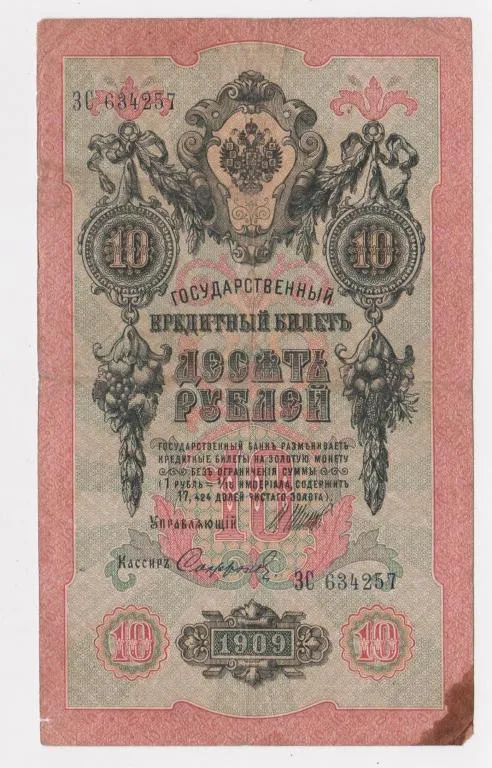 ЗС 634257
10 10
ГОСУДАРСТВЕННЫЙ
КРЕДИТНЫЙ БИЛЕТЪ
ДЕСЯТЬ
РУБЛЕЙ
ГОСУДАРСТВЕННЫЙ БАНКЪ РАЗМѢНИВАЕТЪ
КРЕДИТНЫЕ БИЛЕТЫ НА ЗОЛОТУЮ МОНЕТУ
БЕЗЪ ОГРАНИЧЕНІЯ СУММЫ
(1 РУБЛЬ = 1/15 ИМПЕРІАЛА, СОДЕРЖИТЪ
17,424 ДОЛЕЙ ЧИСТАГО ЗОЛОТА).
10
УПРАВЛЯЮЩІЙ
КАССИРЪ
ЗС 634257
10 1909 10